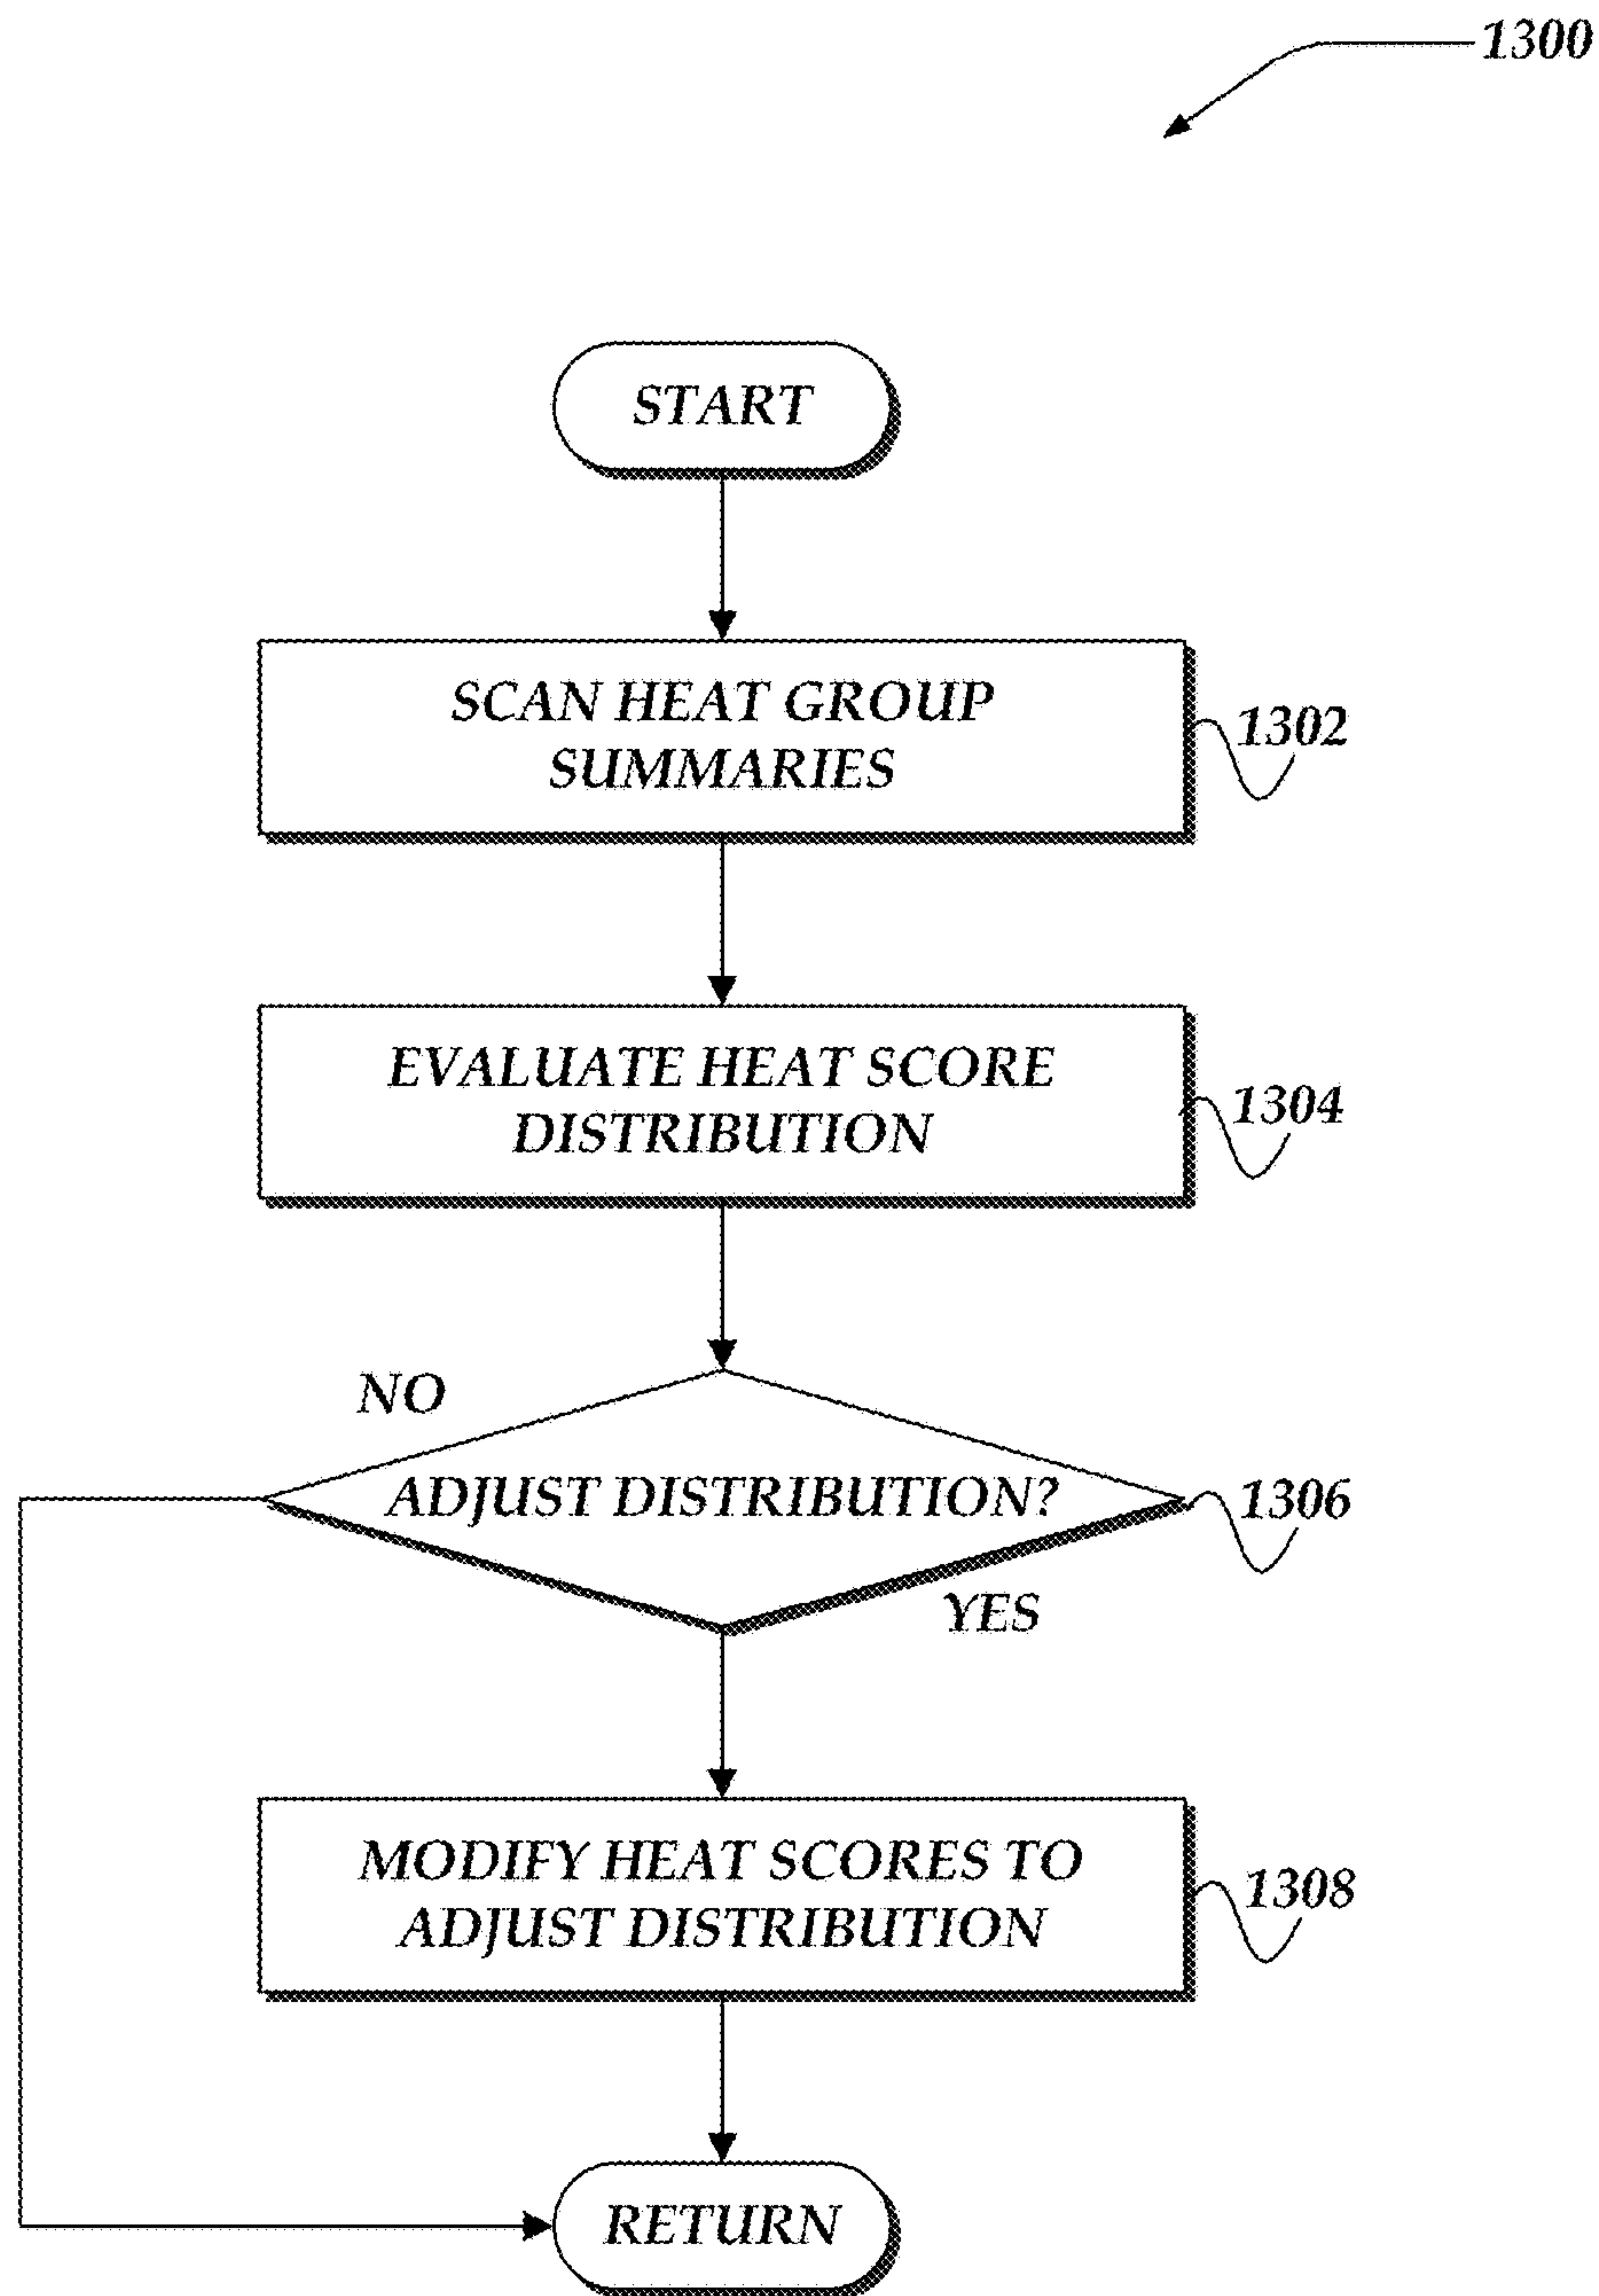 1300
START
SCAN HEAT GROUP
SUMMARIES
1302
EVALUATE HEAT SCORE
DISTRIBUTION
1304
NO
ADJUST DISTRIBUTION?
1306
YES
MODIFY HEAT SCORES TO
ADJUST DISTRIBUTION
1308
RETURN